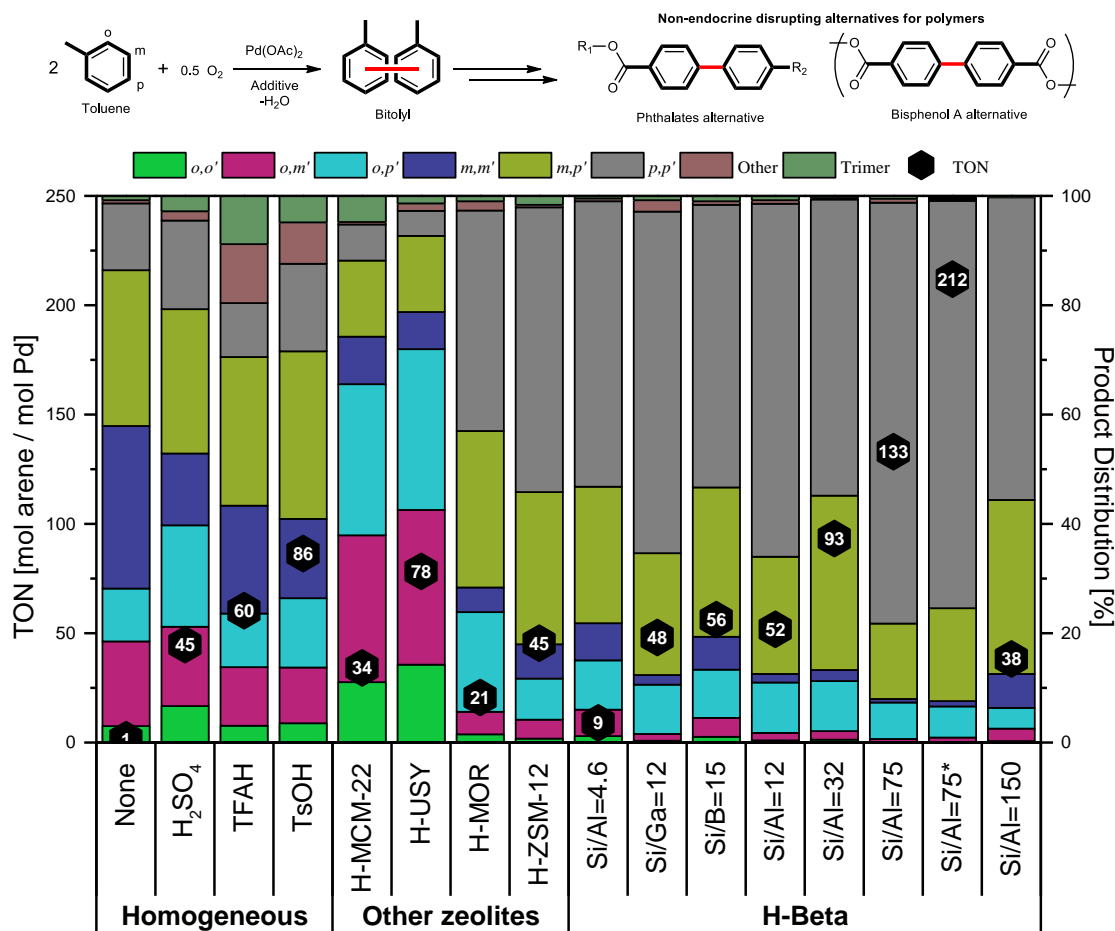 Non-endocrine disrupting alternatives for polymers
2
o
m
p
Toluene
+ 0.5 O2
Pd(OAc)2
Additive
-H2O
Bitolyl
R1
O
O
R2
Phthalates alternative
O
O
O
O
Bisphenol A alternative
o,o' o,m' o,p' m,m' m,p' p,p' Other Trimer TON
TON [mol arene / mol Pd]
250
200
150
100
50
0
1
45
60
86
34
78
21
45
9
48
56
52
93
133
212
38
100
80
60
40
20
0
Product Distribution [%]
None
H2SO4
TFAH
TsOH
H-MCM-22
H-USY
H-MOR
H-ZSM-12
Si/Al=4.6
Si/Ga=12
Si/B=15
Si/Al=12
Si/Al=32
Si/Al=75
Si/Al=75*
Si/Al=150
Homogeneous Other zeolites H-Beta